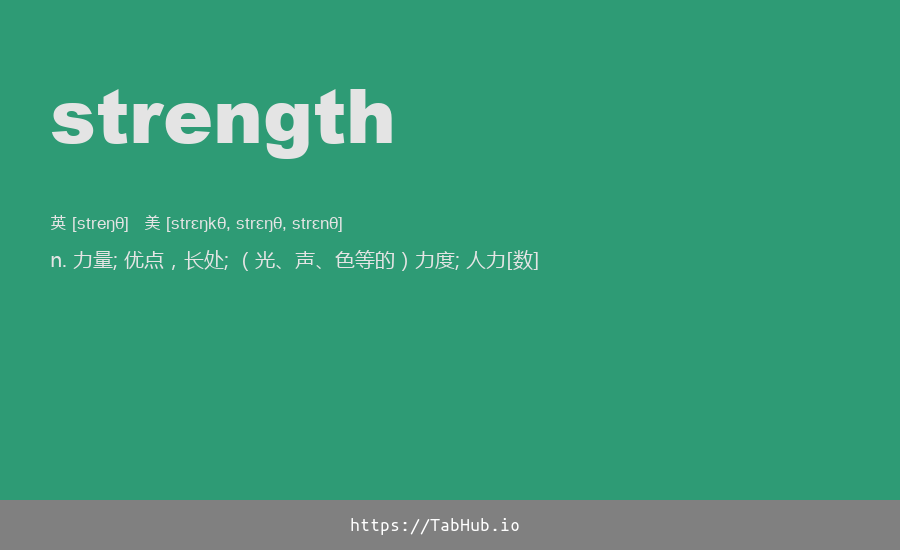 strength
英 [streŋθ] 美 [strɛŋkθ, strɛŋθ, strɛnθ]
n. 力量; 优点，长处; （光、声、色等的）力度; 人力[数]
https://TabHub.io